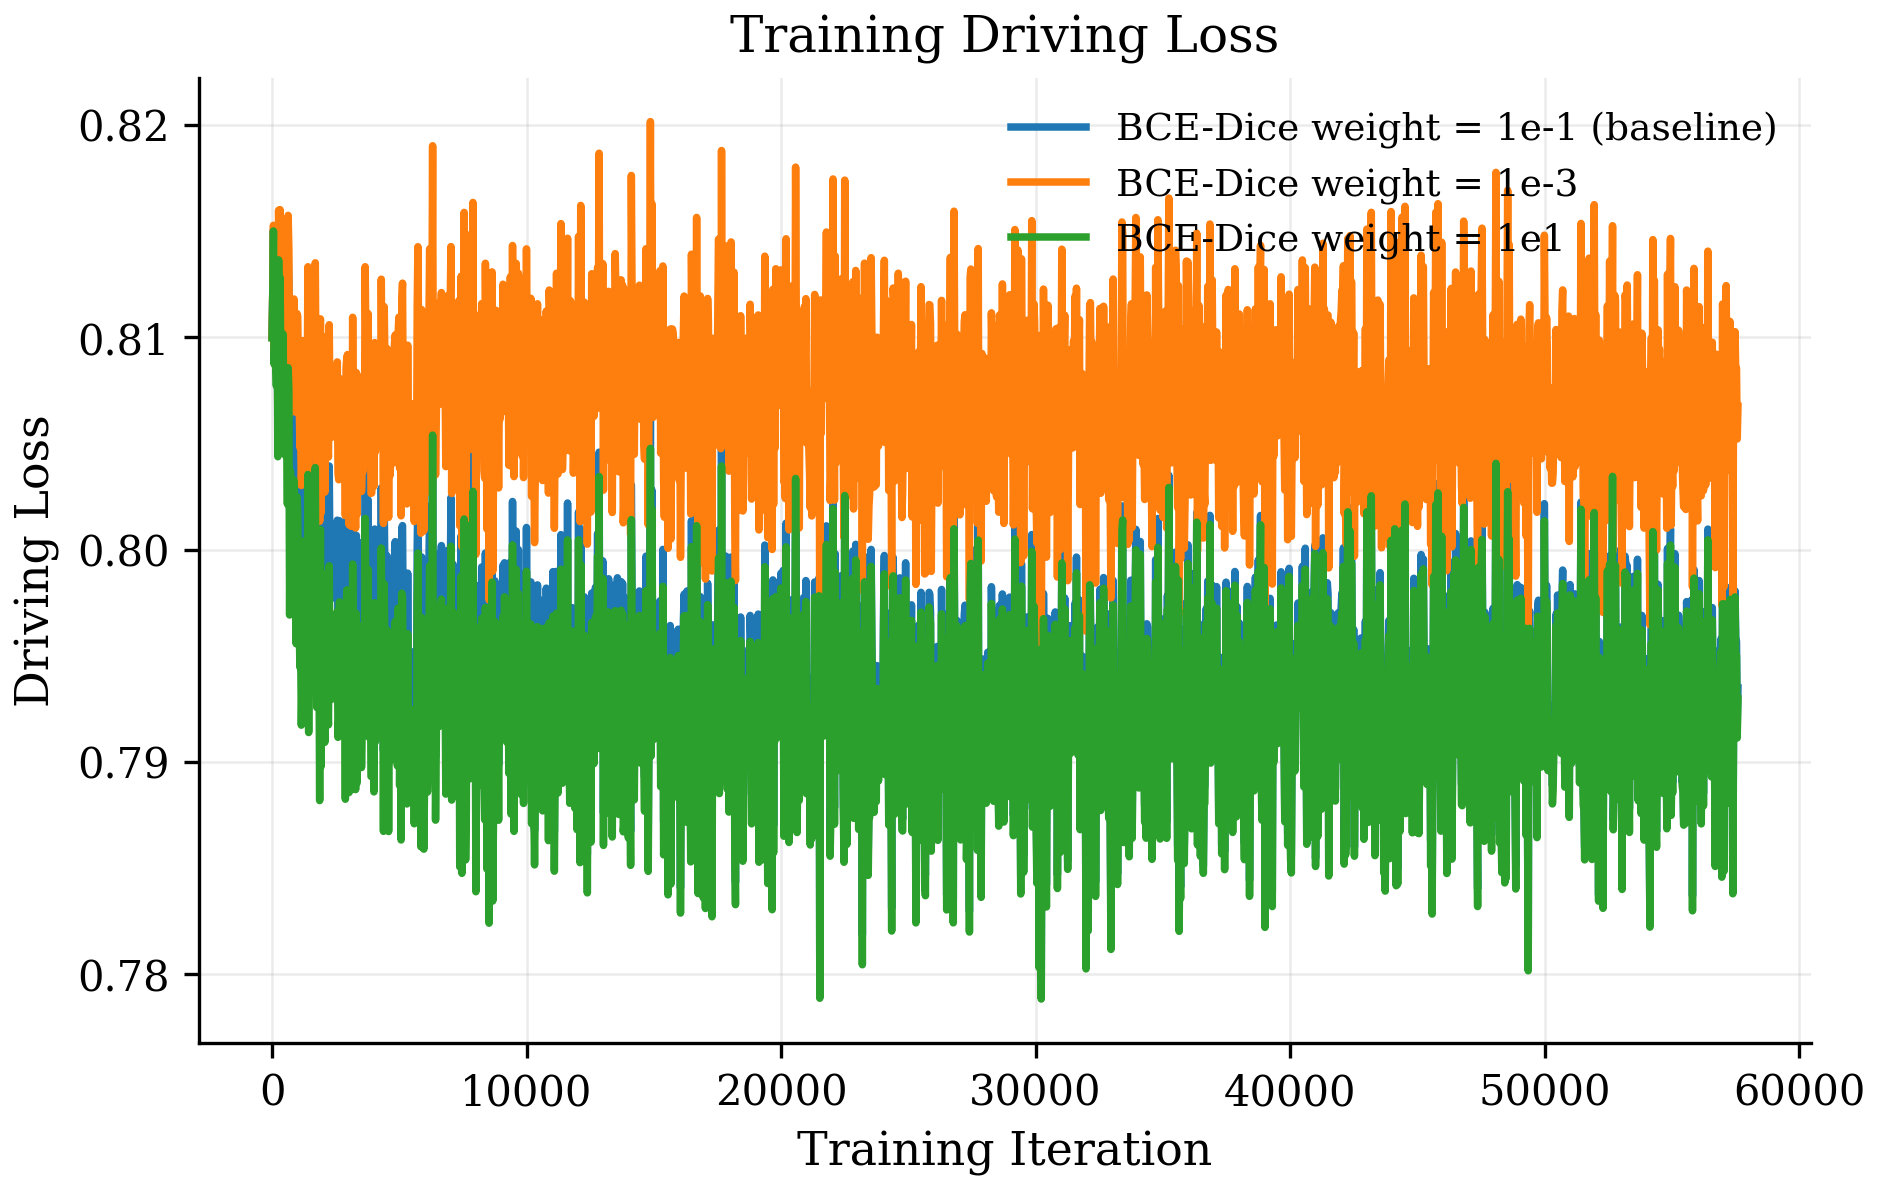 Training Driving Loss
BCE-Dice weight = 1e-1 (baseline)
BCE-Dice weight = 1e-3
BCE-Dice weight = 1e1
Driving Loss
0.82
0.81
0.80
0.79
0.78
0 10000 20000 30000 40000 50000 60000
Training Iteration